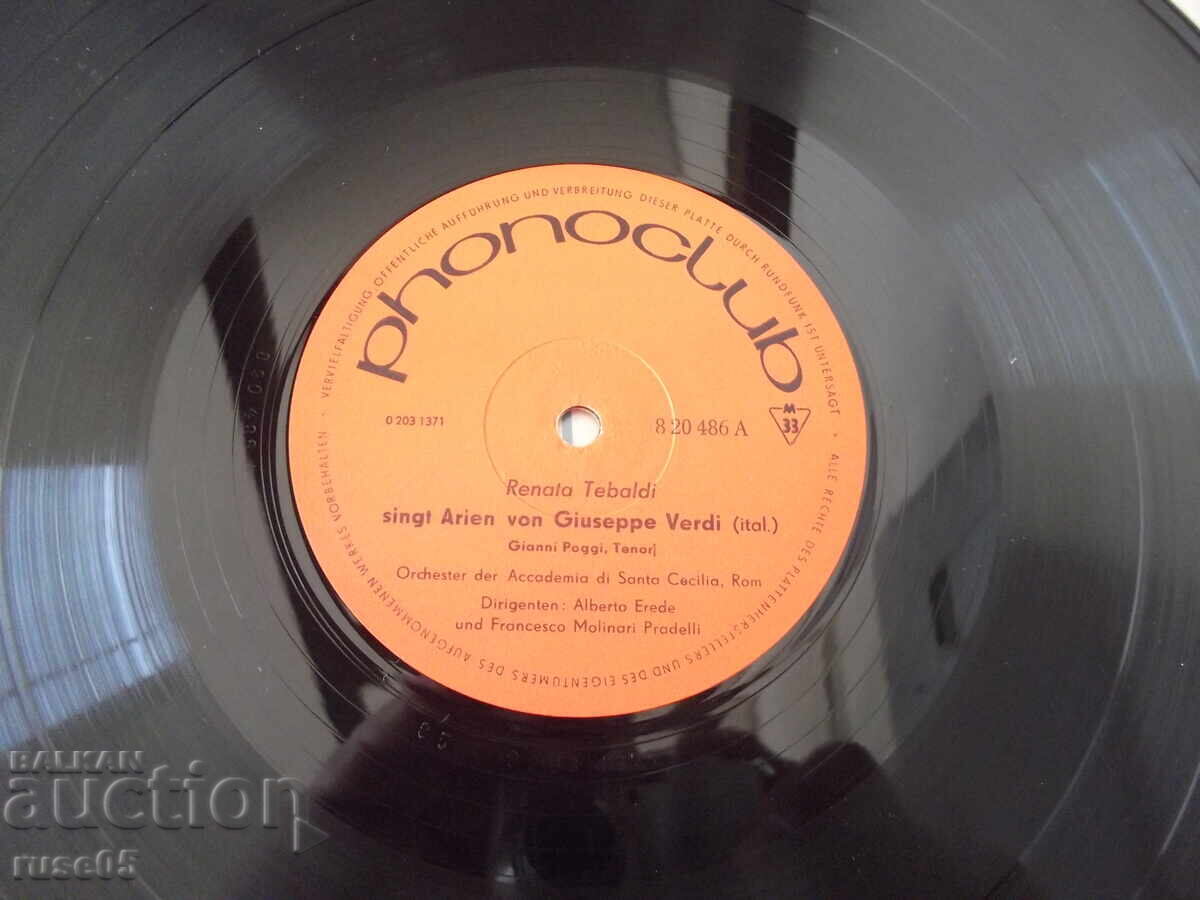 VERVIELFÄLTIGUNG, ÖFFENTLICHE AUFFÜHRUNG UND VERBREITUNG DIESER PLATTE DURCH RUNDFUNK IST UNTERSAGT · ALLE RECHTE DES PLATTENHERSTELLERS UND DES EIGENTÜMERS DES AUFGENOMMENEN WERKES VORBEHALTEN ·
phonoclub
0 203 1371
8 20 486 A
M
33
Renata Tebaldi
singt Arien von Giuseppe Verdi (ital.)
Gianni Poggi, Tenor
Orchester der Accademia di Santa Cecilia, Rom
Dirigenten: Alberto Erede
und Francesco Molinari Pradelli
BALKAN
auction
ruse05